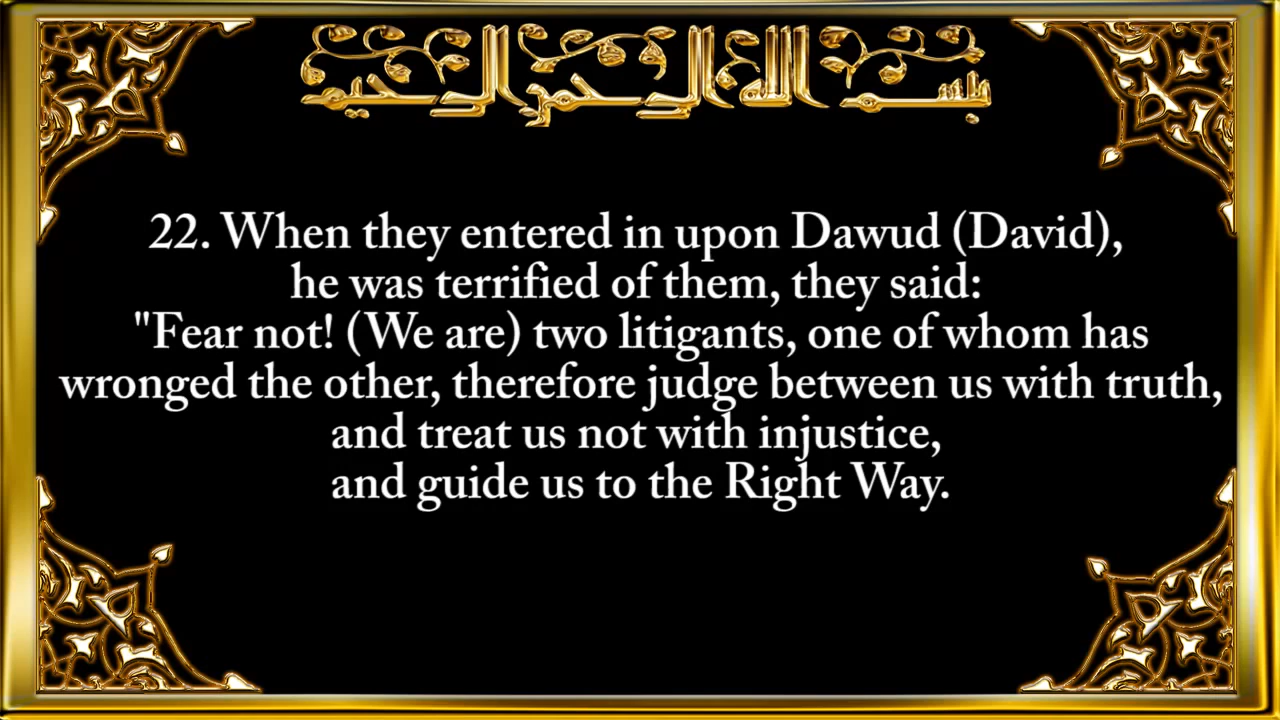 بسم الله الرحمن الرحيم
22. When they entered in upon Dawud (David),
he was terrified of them, they said:
"Fear not! (We are) two litigants, one of whom has
wronged the other, therefore judge between us with truth,
and treat us not with injustice,
and guide us to the Right Way.